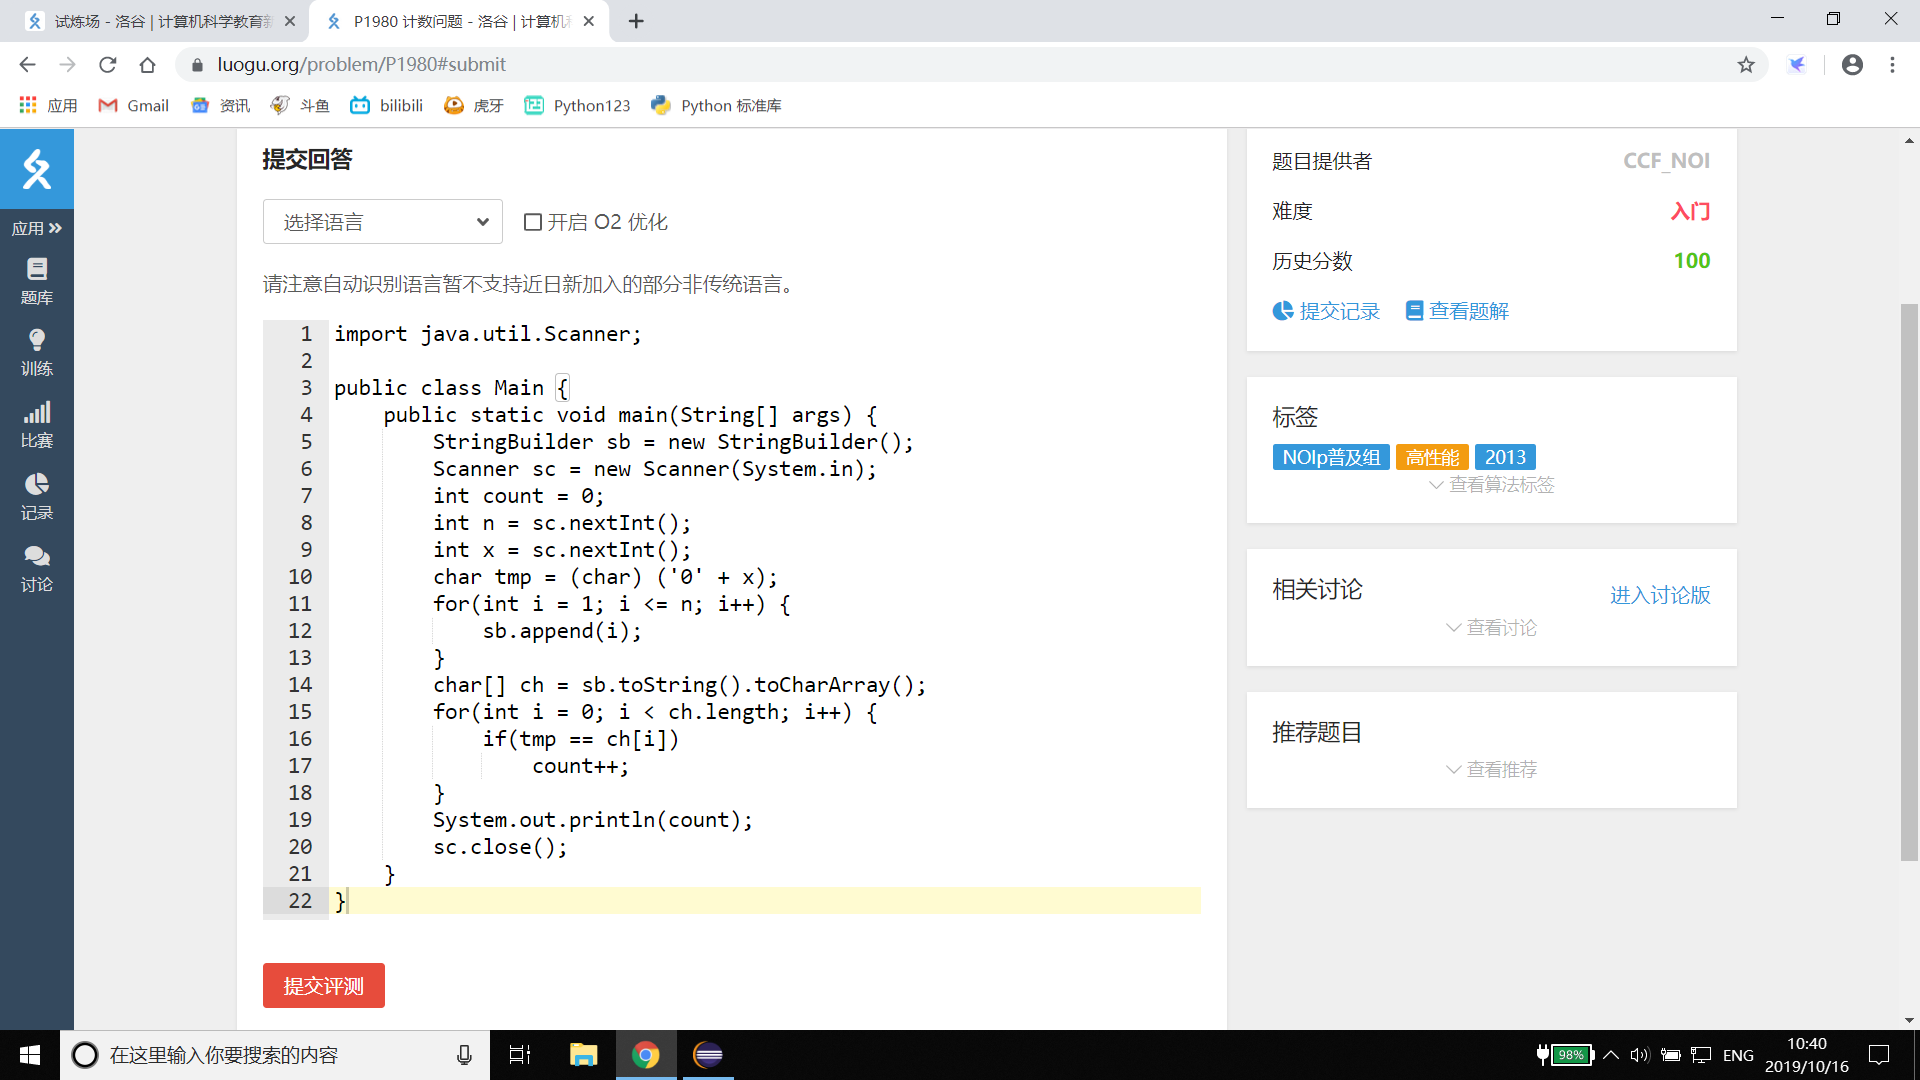 试炼场 - 洛谷 | 计算机科学教育新
P1980 计数问题 - 洛谷 | 计算机科
luogu.org/problem/P1980#submit
应用
Gmail
资讯
斗鱼
bilibili
虎牙
Python123
Python 标准库
应用
题库
训练
比赛
记录
讨论
提交回答
选择语言
开启 O2 优化
请注意自动识别语言暂不支持近日新加入的部分非传统语言。
1 import java.util.Scanner;
2
3 public class Main {
4     public static void main(String[] args) {
5         StringBuilder sb = new StringBuilder();
6         Scanner sc = new Scanner(System.in);
7         int count = 0;
8         int n = sc.nextInt();
9         int x = sc.nextInt();
10         char tmp = (char) ('0' + x);
11         for(int i = 1; i <= n; i++) {
12             sb.append(i);
13         }
14         char[] ch = sb.toString().toCharArray();
15         for(int i = 0; i < ch.length; i++) {
16             if(tmp == ch[i])
17                 count++;
18         }
19         System.out.println(count);
20         sc.close();
21     }
22 }
提交评测
题目提供者 CCF_NOI
难度 入门
历史分数 100
提交记录 查看题解
标签
NOIp普及组 高性能 2013
查看算法标签
相关讨论 进入讨论版
查看讨论
推荐题目
查看推荐
在这里输入你要搜索的内容
98%
ENG
10:40
2019/10/16